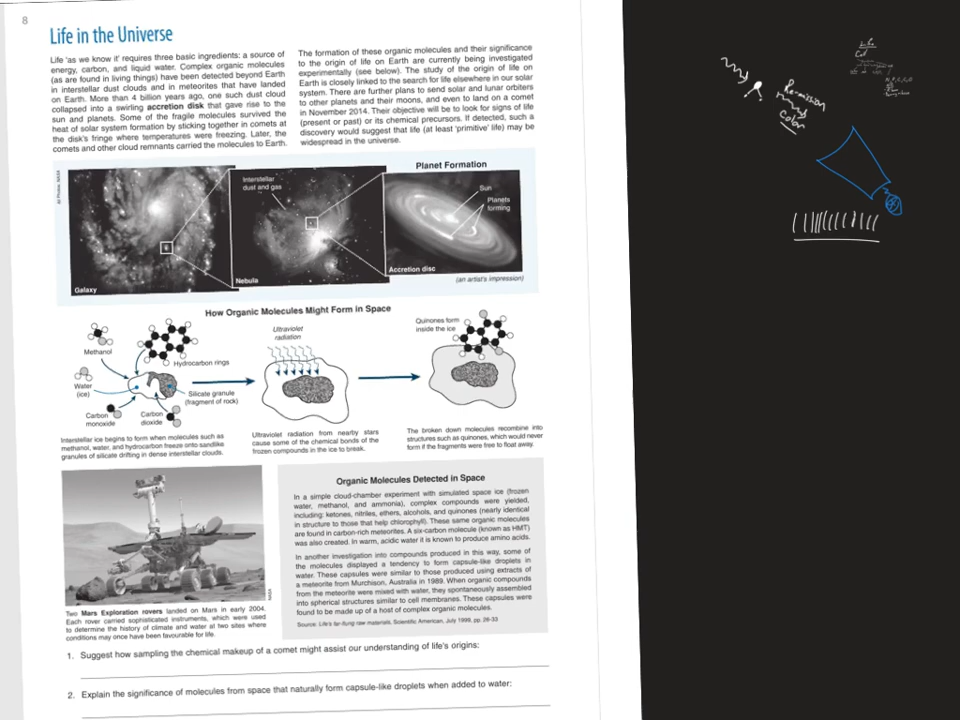 8
Life in the Universe
Life 'as we know it' requires three basic ingredients: a source of
energy, carbon, and liquid water. Complex organic molecules
(as are found in living things) have been detected beyond Earth
in interstellar dust clouds and in meteorites that have landed
on Earth. More than 4 billion years ago, one such dust cloud
collapsed into a swirling accretion disk that gave rise to the
sun and planets. Some of the fragile molecules survived the
heat of solar system formation by sticking together in comets at
the disk's fringe where temperatures were freezing. Later, the
comets and other cloud remnants carried the molecules to Earth.
The formation of these organic molecules and their significance
to the origin of life on Earth are currently being investigated
experimentally (see below). The study of the origin of life on
Earth is closely linked to the search for life elsewhere in our solar
system. There are further plans to send solar and lunar orbiters
to other planets and their moons, and even to land on a comet
in November 2014. Their objective will be to look for signs of life
(present or past) or its chemical precursors. If detected, such a
discovery would suggest that life (at least 'primitive' life) may be
widespread in the universe.
All Photos: NASA
Galaxy
Interstellar
dust and gas
Nebula
Planet Formation
Sun
Planets
forming
Accretion disc
(an artist's impression)
How Organic Molecules Might Form in Space
Methanol
Hydrocarbon rings
Water
(ice)
Silicate granule
(fragment of rock)
Carbon
monoxide
Carbon
dioxide
Ultraviolet
radiation
Quinones form
inside the ice
Interstellar ice begins to form when molecules such as
methanol, water, and hydrocarbon freeze onto sandlike
granules of silicate drifting in dense interstellar clouds.
Ultraviolet radiation from nearby stars
cause some of the chemical bonds of the
frozen compounds in the ice to break.
The broken down molecules recombine into
structures such as quinones, which would never
form if the fragments were free to float away.
NASA
Two Mars Exploration rovers landed on Mars in early 2004.
Each rover carried sophisticated instruments, which were used
to determine the history of climate and water at two sites where
conditions may once have been favourable for life.
Organic Molecules Detected in Space
In a simple cloud-chamber experiment with simulated space ice (frozen
water, methanol, and ammonia), complex compounds were yielded,
including: ketones, nitriles, ethers, alcohols, and quinones (nearly identical
in structure to those that help chlorophyll). These same organic molecules
are found in carbon-rich meteorites. A six-carbon molecule (known as HMT)
was also created. In warm, acidic water it is known to produce amino acids.
In another investigation into compounds produced in this way, some of
the molecules displayed a tendency to form capsule-like droplets in
water. These capsules were similar to those produced using extracts of
a meteorite from Murchison, Australia in 1989. When organic compounds
from the meteorite were mixed with water, they spontaneously assembled
into spherical structures similar to cell membranes. These capsules were
found to be made up of a host of complex organic molecules.
Source: Life's far-flung raw materials, Scientific American, July 1999, pp. 26-33
1. Suggest how sampling the chemical makeup of a comet might assist our understanding of life's origins:
2. Explain the significance of molecules from space that naturally form capsule-like droplets when added to water:
Life
Color